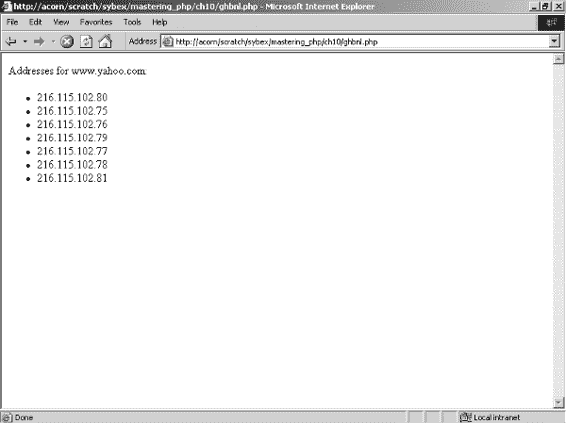 http://acorn/scratch/sybex/mastering_php/ch10/ghbnl.php - Microsoft Internet Explorer
File Edit View Favorites Tools Help
Address http://acorn/scratch/sybex/mastering_php/ch10/ghbnl.php
Addresses for www.yahoo.com:
• 216.115.102.80
• 216.115.102.75
• 216.115.102.76
• 216.115.102.79
• 216.115.102.77
• 216.115.102.78
• 216.115.102.81
Done
Local intranet